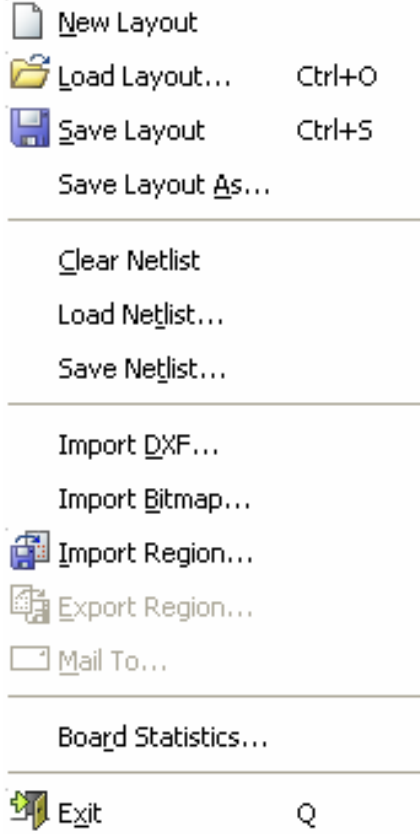 New Layout
Load Layout... Ctrl+O
Save Layout Ctrl+S
Save Layout As...
Clear Netlist
Load Netlist...
Save Netlist...
Import DXF...
Import Bitmap...
Import Region...
Export Region...
Mail To...
Board Statistics...
Exit Q